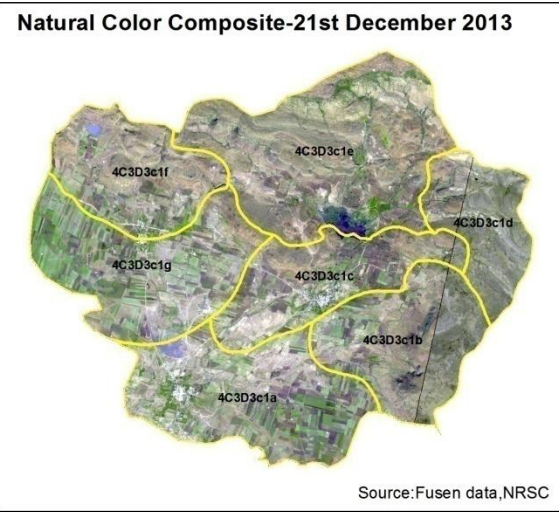 Natural Color Composite-21st December 2013
4C3D3c1e
4C3D3c1f
4C3D3c1d
4C3D3c1g
4C3D3c1c
4C3D3c1b
4C3D3c1a
Source:Fusen data,NRSC